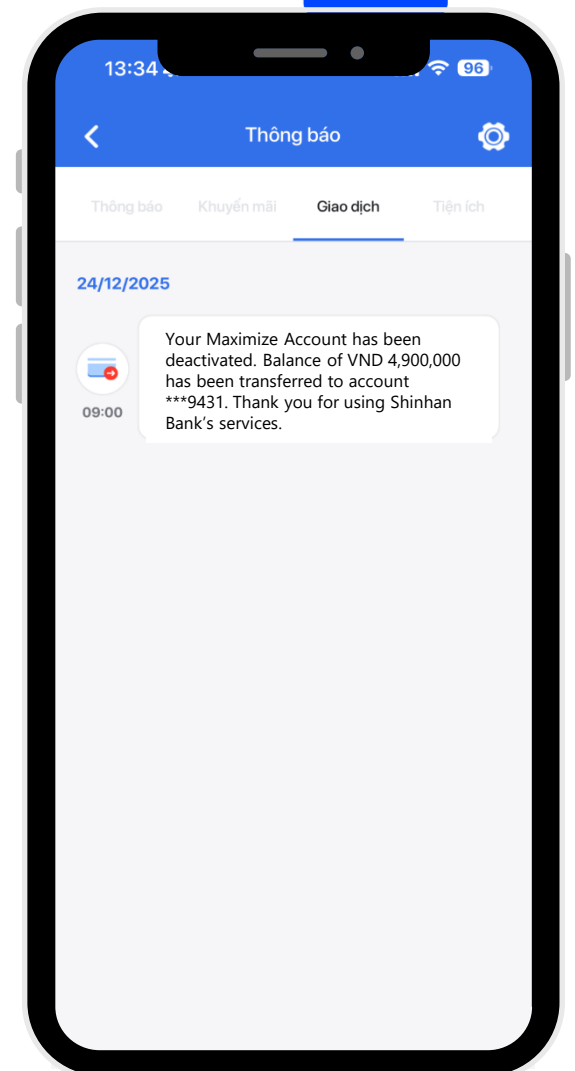 13:34
96
Thông báo
Thông báo Khuyến mãi Giao dịch Tiện ích
24/12/2025
Your Maximize Account has been
deactivated. Balance of VND 4,900,000
has been transferred to account
***9431. Thank you for using Shinhan
Bank’s services.
09:00